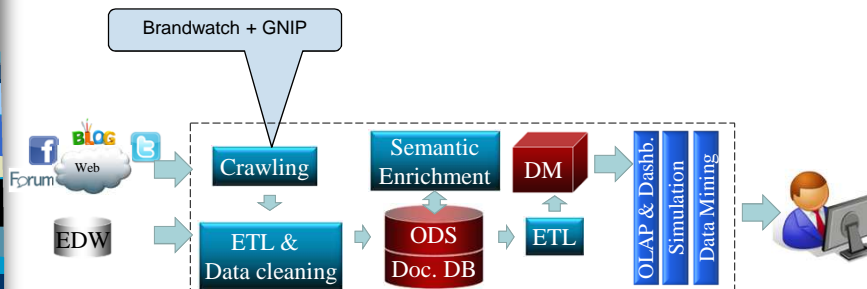 Brandwatch + GNIP
BLOG
Web
Forum
Crawling
Semantic
Enrichment
DM
OLAP & Dashb.
Simulation
Data Mining
EDW
ETL &
Data cleaning
ODS
Doc. DB
ETL